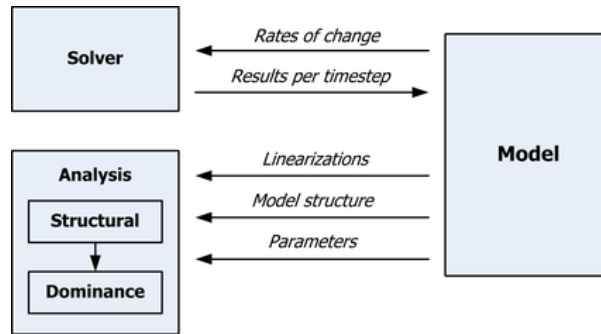 Solver
Rates of change
Results per timestep
Model
Analysis
Structural
Dominance
Linearizations
Model structure
Parameters